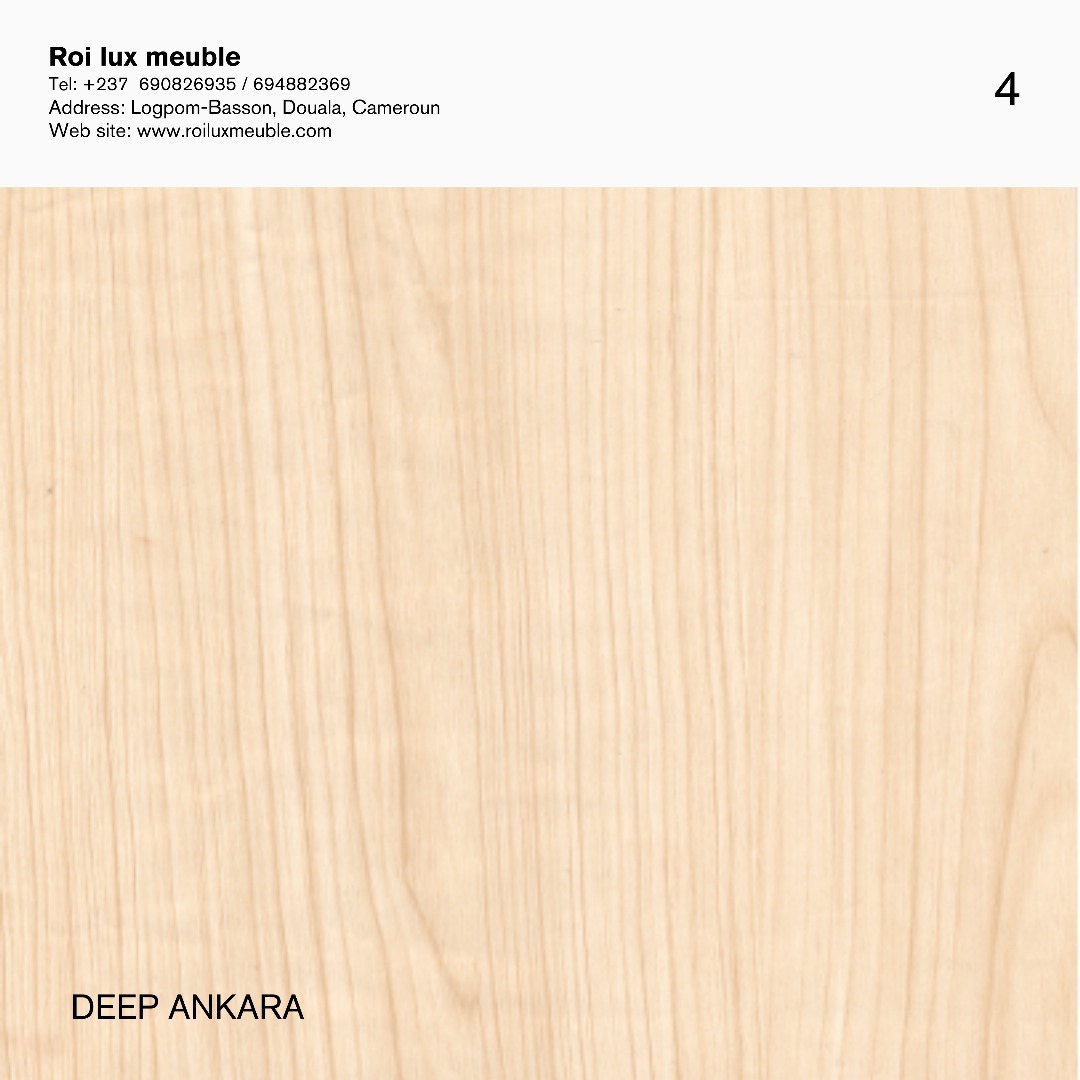 Roi lux meuble
Tel: +237 690826935 / 694882369
Address: Logpom-Basson, Douala, Cameroun
Web site: www.roiluxmeuble.com
4
DEEP ANKARA